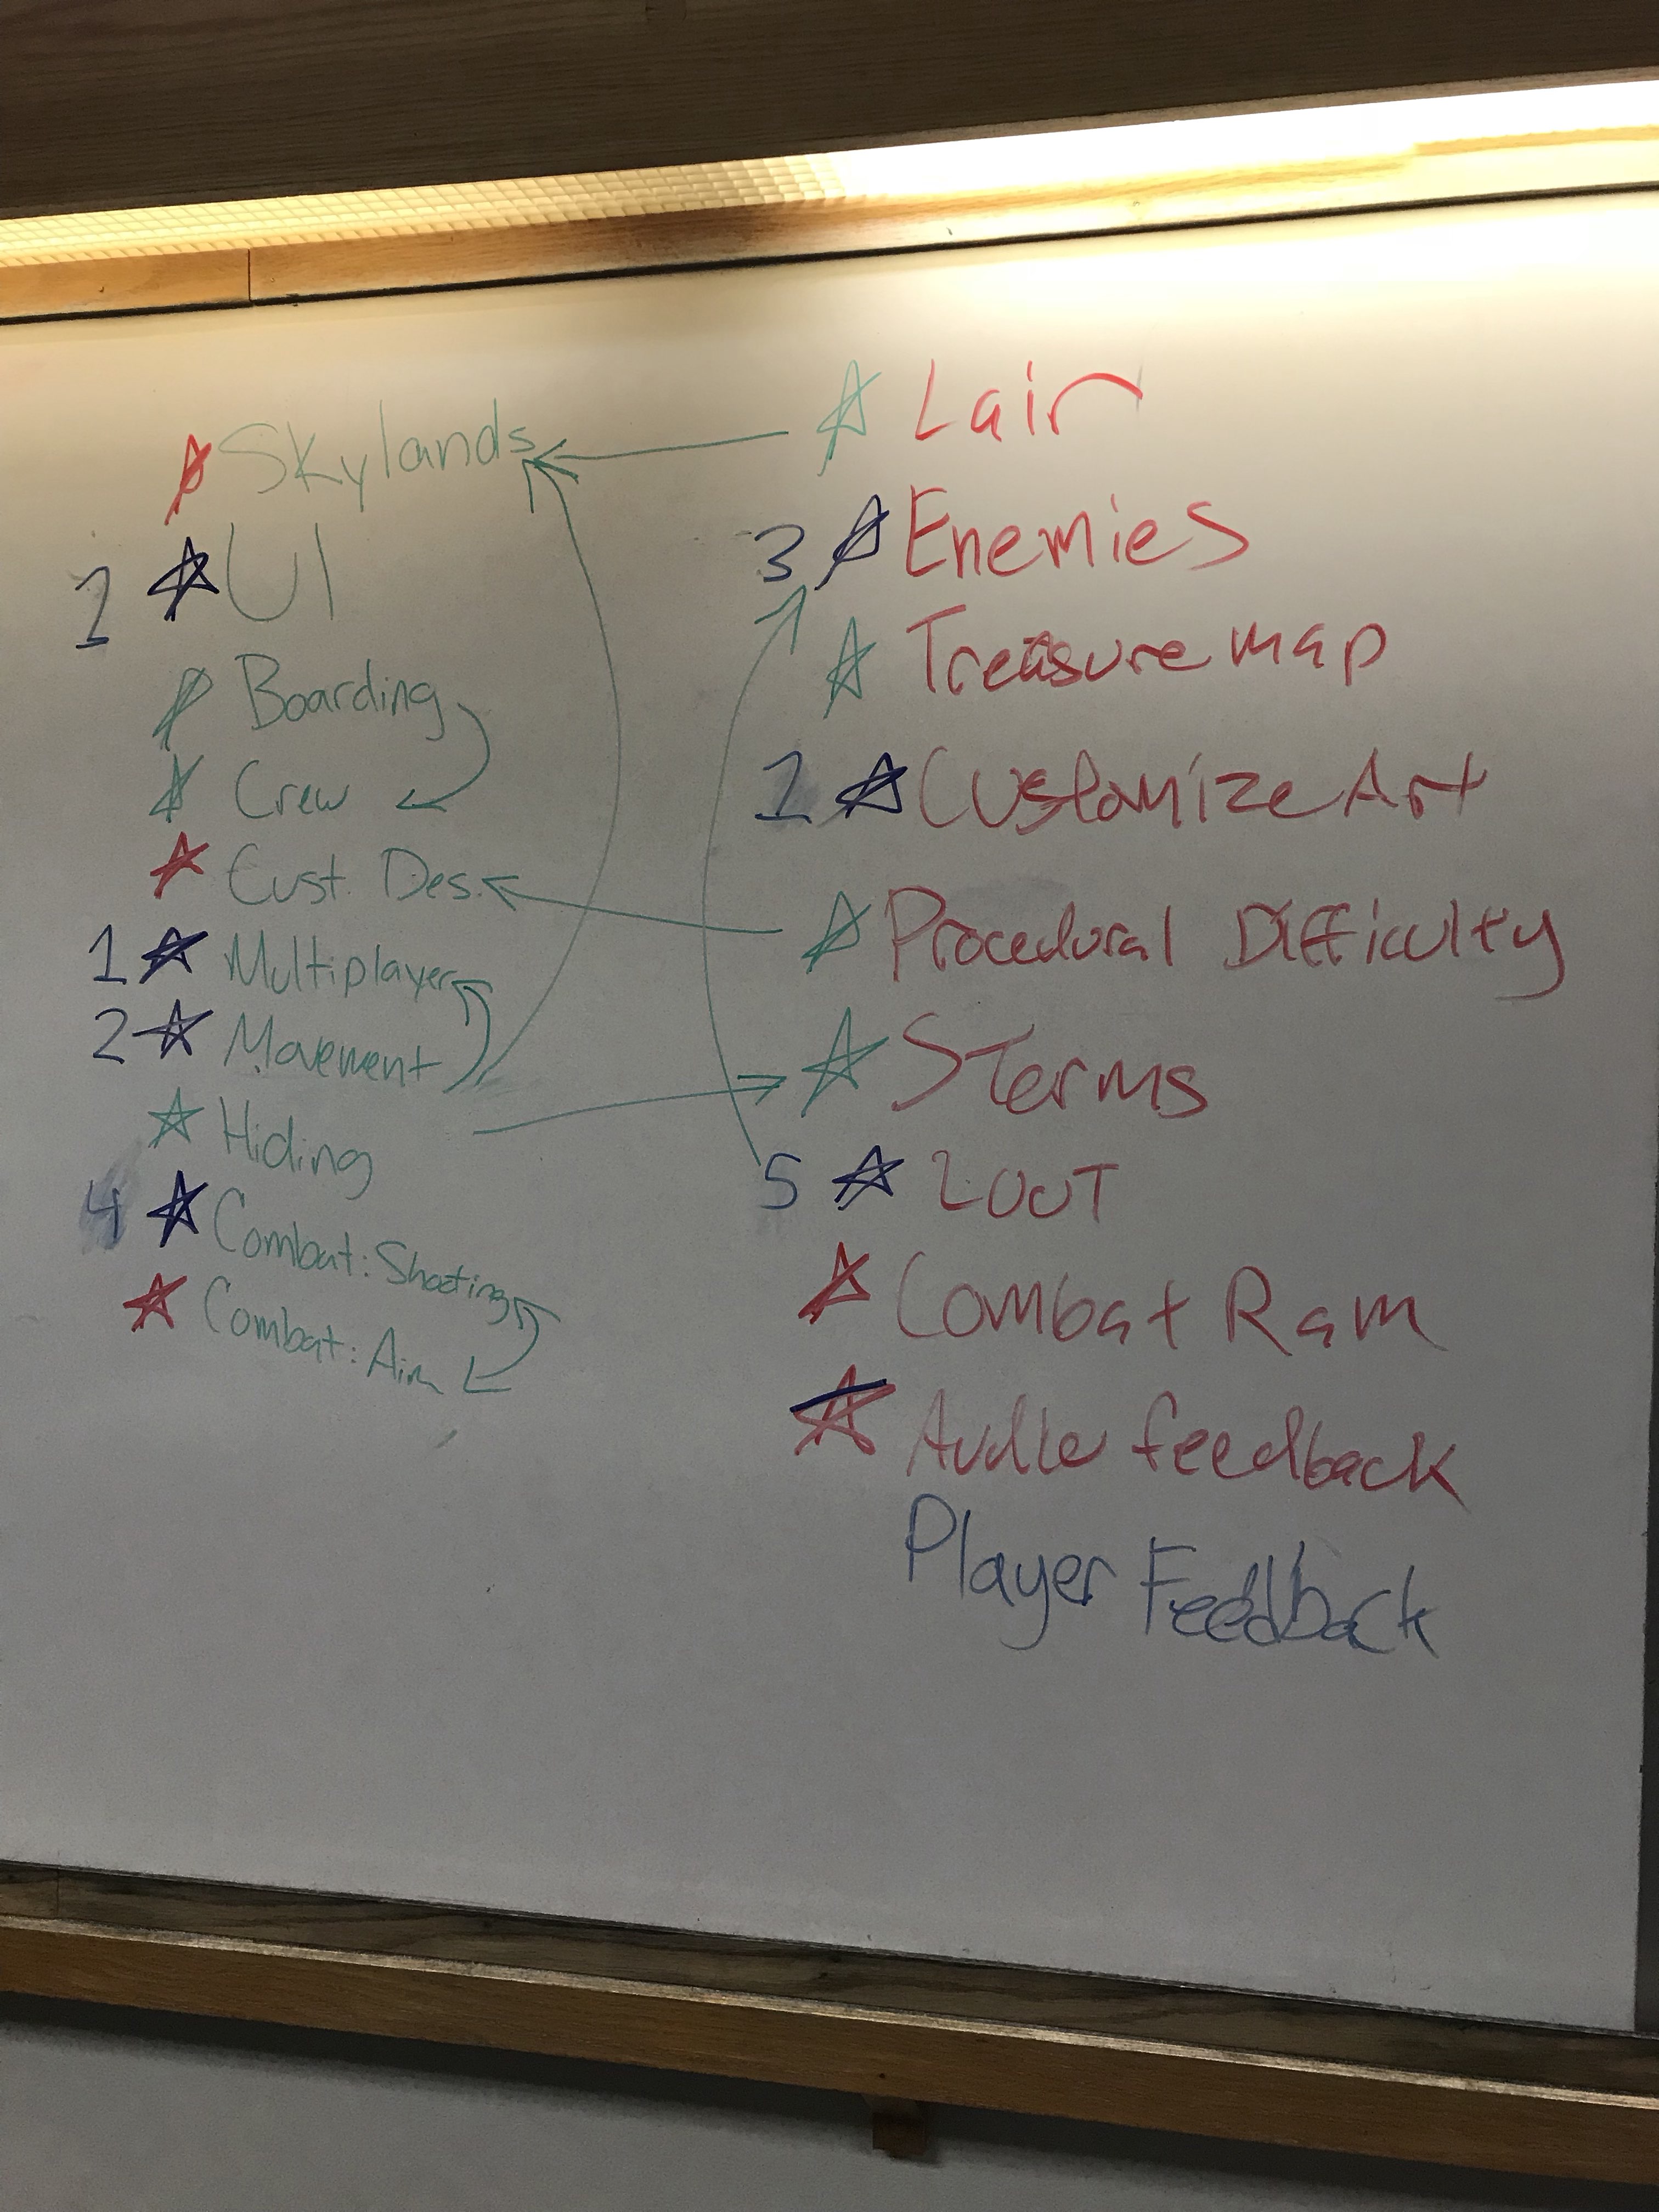 Skylands
1 UI
Boarding
Crew
Cust. Des.
1 Multiplayer
2 Movement
Hiding
4 Combat: Shooting
Combat: Aim
Lair
3 Enemies
Treasure map
1 Customize Art
Procedural Difficulty
STorms
5 LOOT
Combat Ram
Audio feedback
Player Feedback